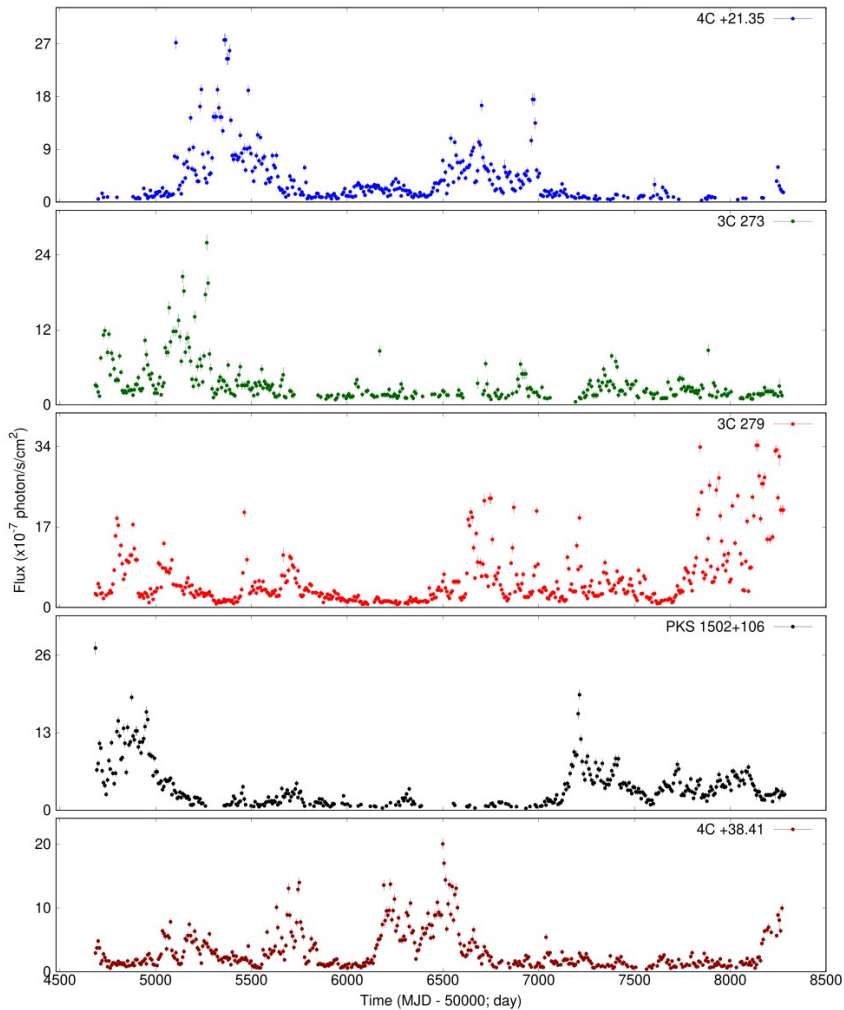 4C +21.35
27
18
9
0
3C 273
24
12
0
3C 279
34
17
0
Flux (x10⁻⁷ photon/s/cm²)
PKS 1502+106
26
13
0
4C +38.41
20
10
0
4500 5000 5500 6000 6500 7000 7500 8000 8500
Time (MJD - 50000; day)